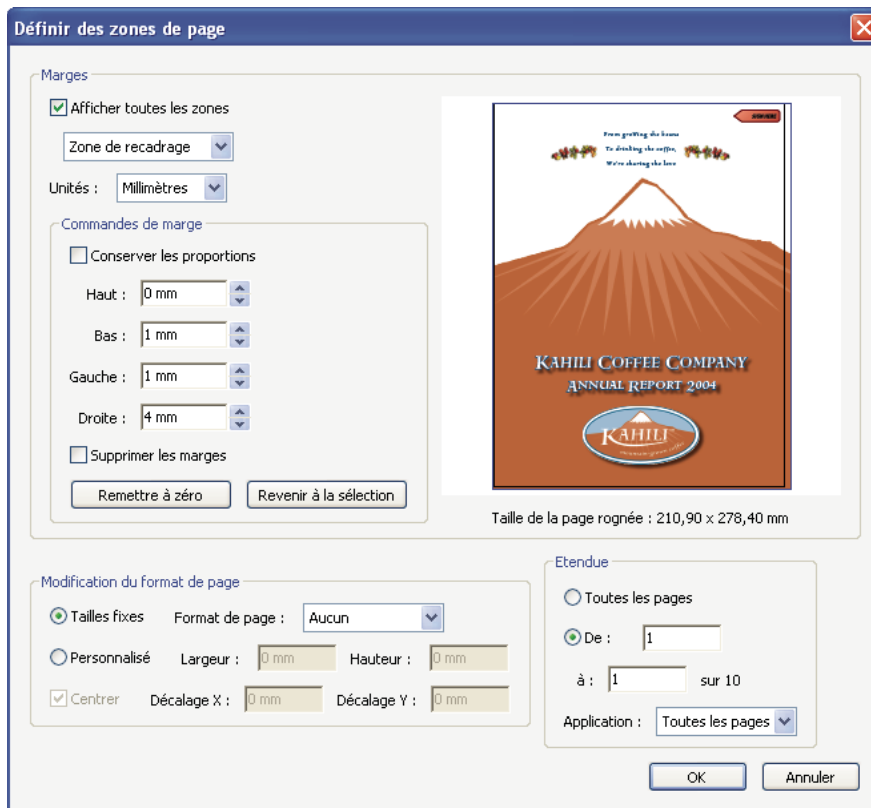 Définir des zones de page
Marges
Afficher toutes les zones
Zone de recadrage
Unités : Millimètres
Commandes de marge
Conserver les proportions
Haut : 0 mm
Bas : 1 mm
Gauche : 1 mm
Droite : 4 mm
Supprimer les marges
Remettre à zéro Revenir à la sélection
From growing the beans
To drinking the coffee,
We're sharing the love
KAHILI COFFEE COMPANY
ANNUAL REPORT 2004
KAHILI
Taille de la page rognée : 210,90 x 278,40 mm
Modification du format de page
Tailles fixes Format de page : Aucun
Personnalisé Largeur : 0 mm Hauteur : 0 mm
Centrer Décalage X : 0 mm Décalage Y : 0 mm
Etendue
Toutes les pages
De : 1
à : 1 sur 10
Application : Toutes les pages
OK Annuler